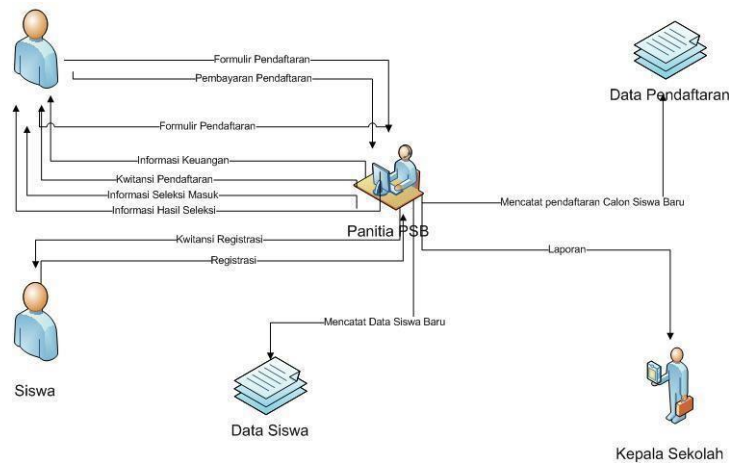 Formulir Pendaftaran
Pembayaran Pendaftaran
Data Pendaftaran
Formulir Pendaftaran
Informasi Keuangan
Kwitansi Pendaftaran
Informasi Seleksi Masuk
Informasi Hasil Seleksi
Mencatat pendaftaran Calon Siswa Baru
Panitia PSB
Kwitansi Registrasi
Laporan
Registrasi
Mencatat Data Siswa Baru
Siswa
Data Siswa
Kepala Sekolah